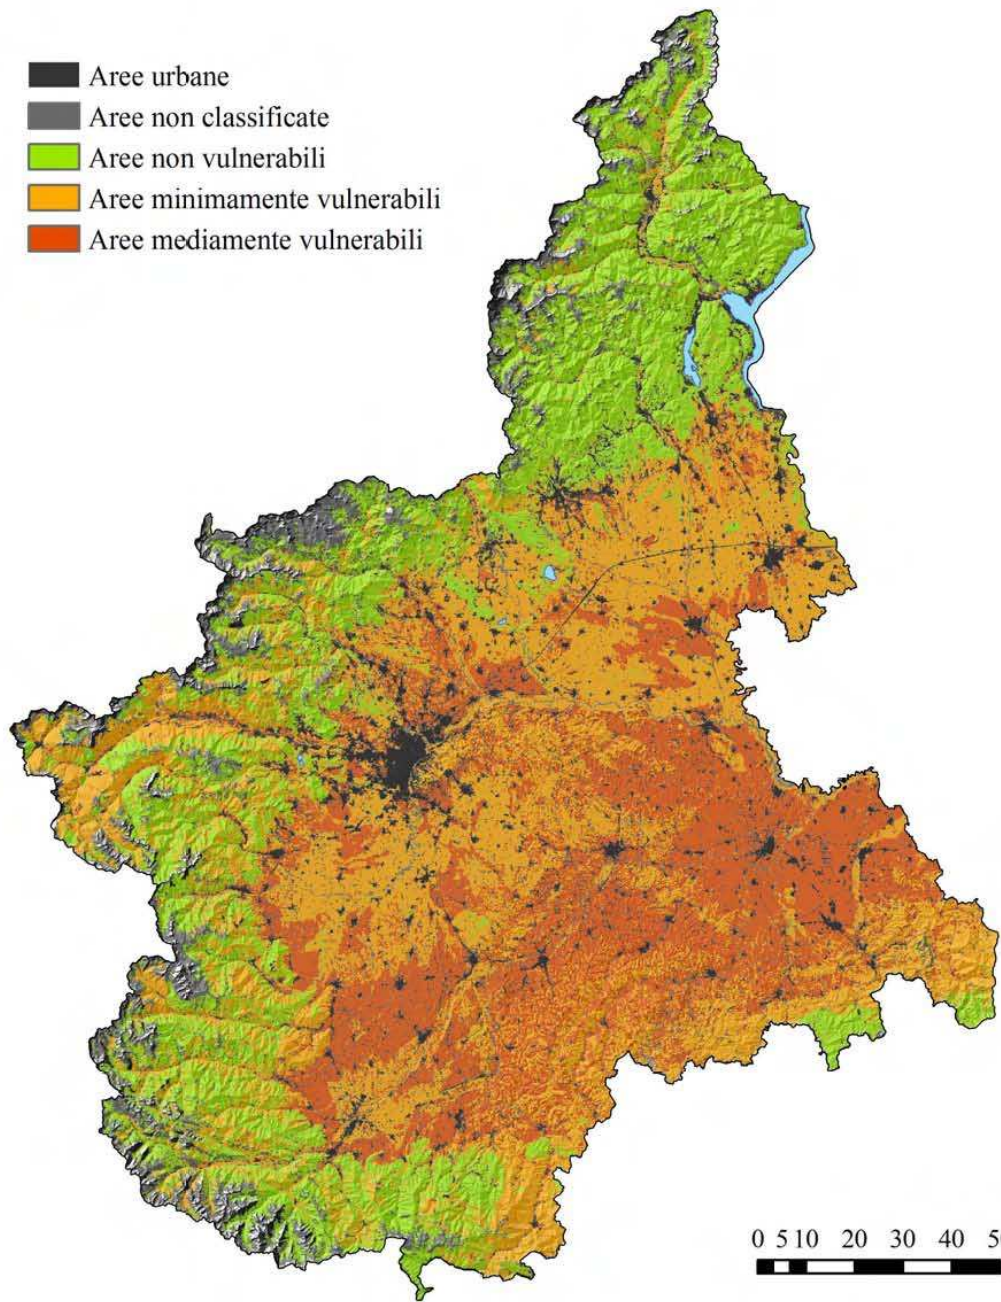 Aree urbane
Aree non classificate
Aree non vulnerabili
Aree minimamente vulnerabili
Aree mediamente vulnerabili
0 5 10 20 30 40